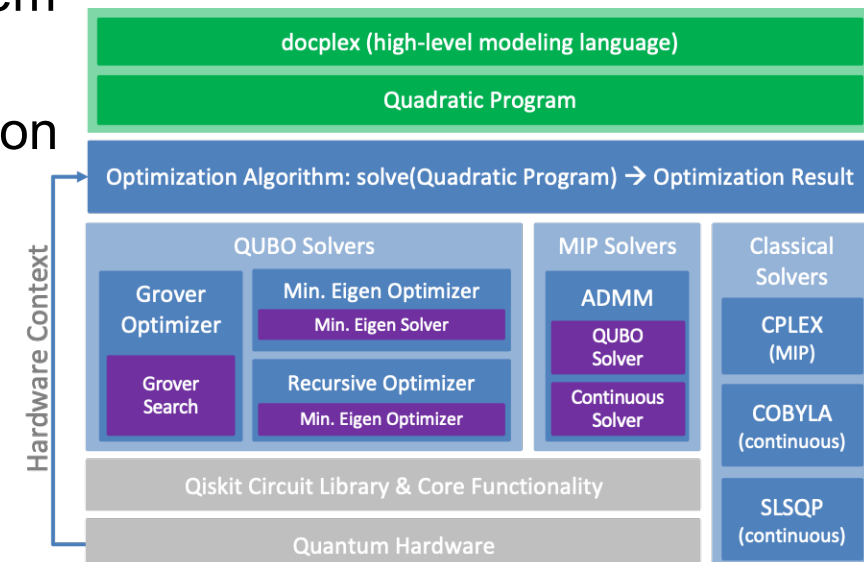 em
on
docplex (high-level modeling language)
Quadratic Program
Optimization Algorithm: solve(Quadratic Program) → Optimization Result
Hardware Context
QUBO Solvers
Grover
Optimizer
Grover
Search
Min. Eigen Optimizer
Min. Eigen Solver
Recursive Optimizer
Min. Eigen Optimizer
MIP Solvers
ADMM
QUBO
Solver
Continuous
Solver
Classical
Solvers
CPLEX
(MIP)
COBYLA
(continuous)
SLSQP
(continuous)
Qiskit Circuit Library & Core Functionality
Quantum Hardware